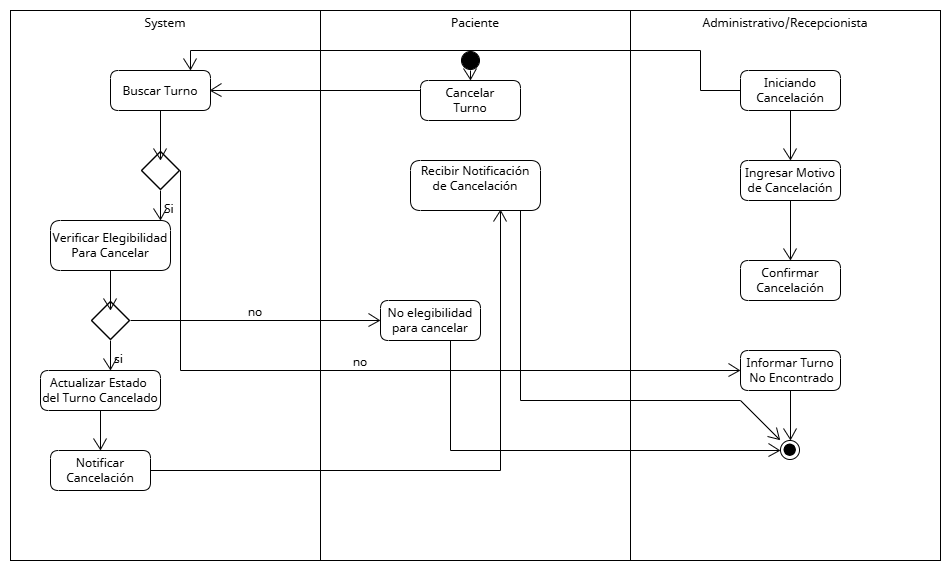 System
Paciente
Administrativo/Recepcionista
Buscar Turno
Cancelar
Turno
Iniciando
Cancelación
Recibir Notificación
de Cancelación
Ingresar Motivo
de Cancelación
Si
Verificar Elegibilidad
Para Cancelar
Confirmar
Cancelación
no
No elegibilidad
para cancelar
si
no
Informar Turno
No Encontrado
Actualizar Estado
del Turno Cancelado
Notificar
Cancelación